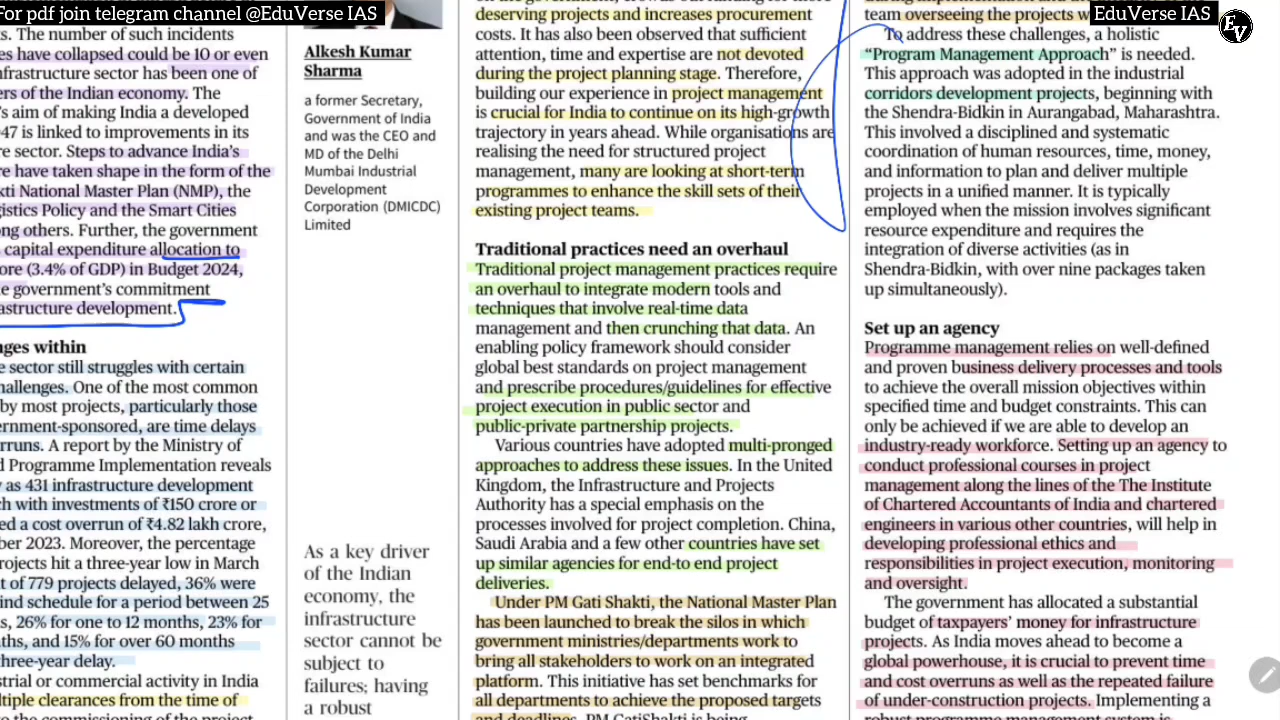 For pdf join telegram channel @EduVerse IAS
ts. The number of such incidents
es have collapsed could be 10 or even
nfrastructure sector has been one of
ers of the Indian economy. The
's aim of making India a developed
47 is linked to improvements in its
re sector. Steps to advance India's
re have taken shape in the form of the
kti National Master Plan (NMP), the
gistics Policy and the Smart Cities
ong others. Further, the government
capital expenditure allocation to
ore (3.4% of GDP) in Budget 2024,
e government's commitment
astructure development.
nges within
e sector still struggles with certain
hallenges. One of the most common
by most projects, particularly those
ernment-sponsored, are time delays
erruns. A report by the Ministry of
d Programme Implementation reveals
y as 431 infrastructure development
ch with investments of ₹150 crore or
ed a cost overrun of ₹4.82 lakh crore,
ber 2023. Moreover, the percentage
rojects hit a three-year low in March
t of 779 projects delayed, 36% were
ind schedule for a period between 25
s, 26% for one to 12 months, 23% for
ths, and 15% for over 60 months
three-year delay.
strial or commercial activity in India
tiple clearances from the time of
to the commissioning of the project
Alkesh Kumar
Sharma
a former Secretary,
Government of India
and was the CEO and
MD of the Delhi
Mumbai Industrial
Development
Corporation (DMICDC)
Limited
As a key driver
of the Indian
economy, the
infrastructure
sector cannot be
subject to
failures; having
a robust
deserving projects and increases procurement
costs. It has also been observed that sufficient
attention, time and expertise are not devoted
during the project planning stage. Therefore,
building our experience in project management
is crucial for India to continue on its high-growth
trajectory in years ahead. While organisations are
realising the need for structured project
management, many are looking at short-term
programmes to enhance the skill sets of their
existing project teams.
Traditional practices need an overhaul
Traditional project management practices require
an overhaul to integrate modern tools and
techniques that involve real-time data
management and then crunching that data. An
enabling policy framework should consider
global best standards on project management
and prescribe procedures/guidelines for effective
project execution in public sector and
public-private partnership projects.
Various countries have adopted multi-pronged
approaches to address these issues. In the United
Kingdom, the Infrastructure and Projects
Authority has a special emphasis on the
processes involved for project completion. China,
Saudi Arabia and a few other countries have set
up similar agencies for end-to end project
deliveries.
Under PM Gati Shakti, the National Master Plan
has been launched to break the silos in which
government ministries/departments work to
bring all stakeholders to work on an integrated
platform. This initiative has set benchmarks for
all departments to achieve the proposed targets
and deadlines. PM GatiShakti is being
EduVerse IAS
team overseeing the projects
To address these challenges, a holistic
“Program Management Approach” is needed.
This approach was adopted in the industrial
corridors development projects, beginning with
the Shendra-Bidkin in Aurangabad, Maharashtra.
This involved a disciplined and systematic
coordination of human resources, time, money,
and information to plan and deliver multiple
projects in a unified manner. It is typically
employed when the mission involves significant
resource expenditure and requires the
integration of diverse activities (as in
Shendra-Bidkin, with over nine packages taken
up simultaneously).
Set up an agency
Programme management relies on well-defined
and proven business delivery processes and tools
to achieve the overall mission objectives within
specified time and budget constraints. This can
only be achieved if we are able to develop an
industry-ready workforce. Setting up an agency to
conduct professional courses in project
management along the lines of the The Institute
of Chartered Accountants of India and chartered
engineers in various other countries, will help in
developing professional ethics and
responsibilities in project execution, monitoring
and oversight.
The government has allocated a substantial
budget of taxpayers' money for infrastructure
projects. As India moves ahead to become a
global powerhouse, it is crucial to prevent time
and cost overruns as well as the repeated failure
of under-construction projects. Implementing a
robust programme management system is